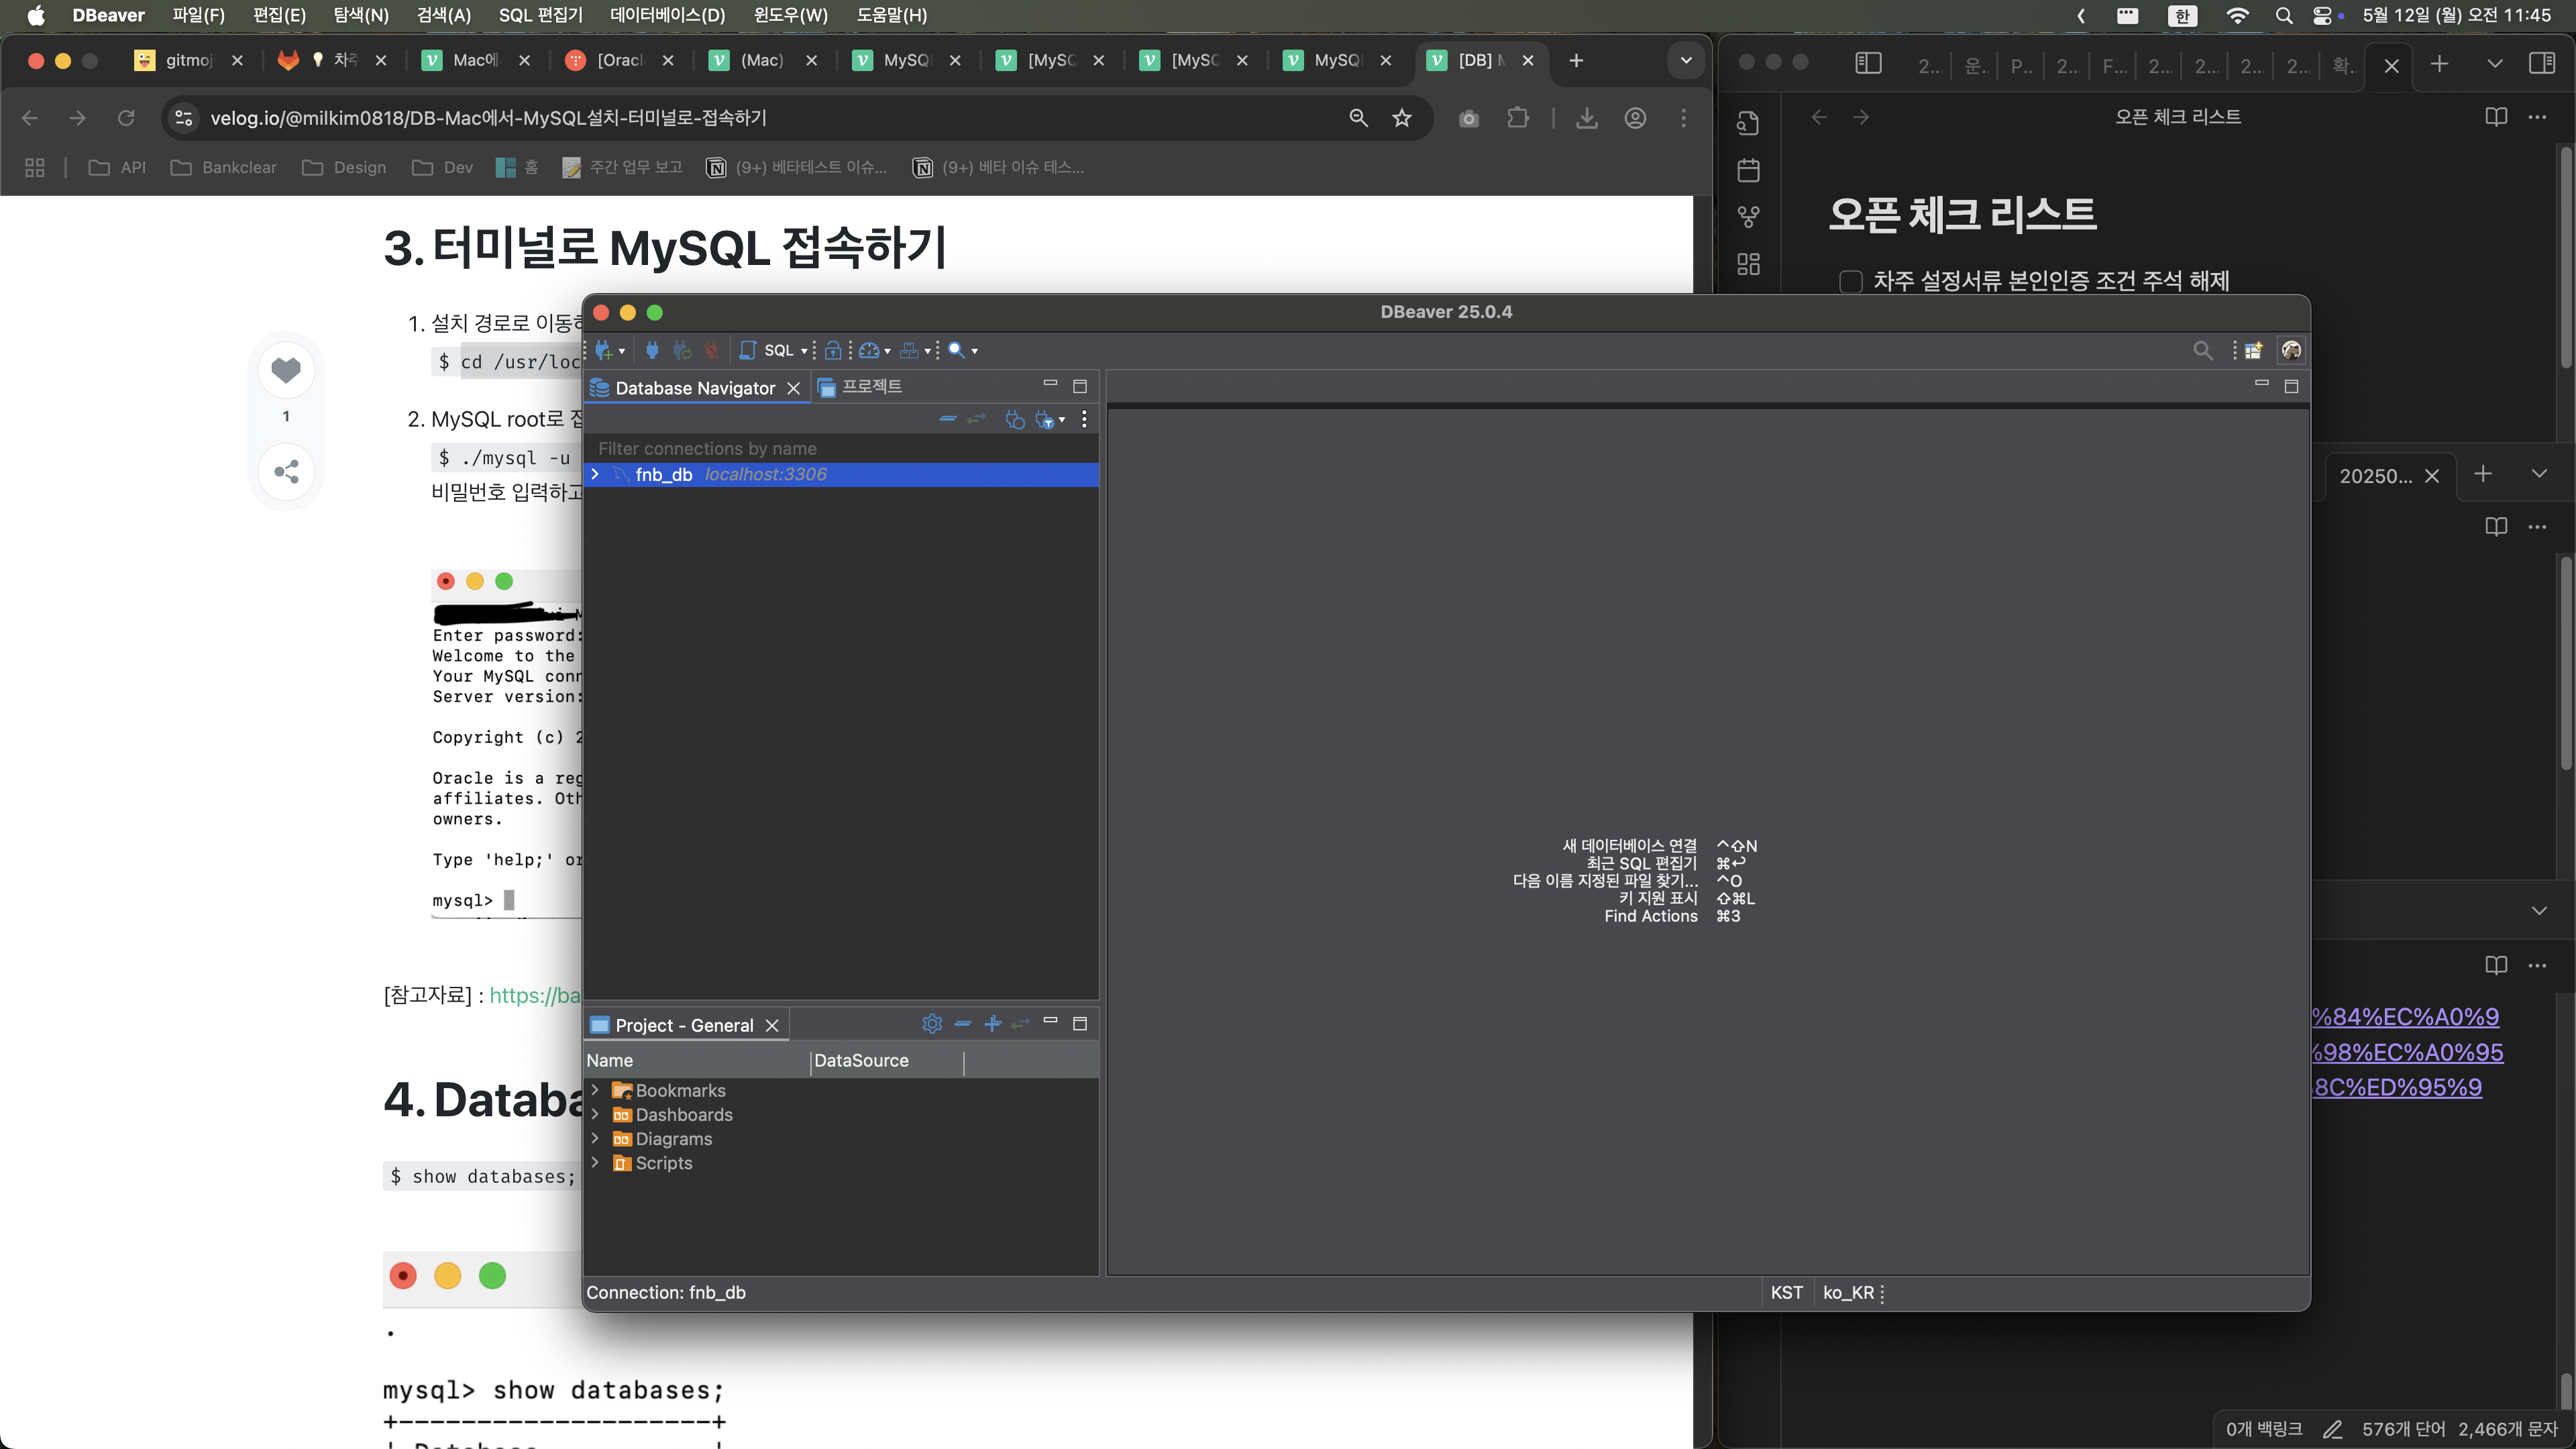 DBeaver 파일(F) 편집(E) 탐색(N) 검색(A) SQL 편집기 데이터베이스(D) 윈도우(W) 도움말(H) 한 5월 12일 (월) 오전 11:45
gitmoj 차주 Mac에 [Oracl (Mac) MySQ [MySQ [MySQ MySQ [DB] M
velog.io/@milkim0818/DB-Mac에서-MySQL설치-터미널로-접속하기
API Bankclear Design Dev 홈 주간 업무 보고 (9+) 베타테스트 이슈... (9+) 베타 이슈 테스...
3. 터미널로 MySQL 접속하기
1. 설치 경로로 이동하
$ cd /usr/loc
2. MySQL root로 접
$ ./mysql -u
비밀번호 입력하고
1
Enter password:
Welcome to the
Your MySQL conn
Server version:
Copyright (c) 2
Oracle is a reg
affiliates. Oth
owners.
Type 'help;' or
mysql>
[참고자료] : https://ba
4. Databa
$ show databases;
.
mysql> show databases;
+-------------------+
| Database |
DBeaver 25.0.4
SQL
Database Navigator 프로젝트
Filter connections by name
fnb_db localhost:3306
새 데이터베이스 연결 ^⇧N
최근 SQL 편집기 ⌘↩
다음 이름 지정된 파일 찾기... ^O
키 지원 표시 ⇧⌘L
Find Actions ⌘3
Project - General
Name DataSource
Bookmarks
Dashboards
Diagrams
Scripts
Connection: fnb_db KST ko_KR
2... 운.. P... 2... F... 2... 2... 2... 2... 확..
오픈 체크 리스트
오픈 체크 리스트
차주 설정서류 본인인증 조건 주석 해제
20250...
%84%EC%A0%9
%98%EC%A0%95
8C%ED%95%9
0개 백링크 576개 단어 2,466개 문자